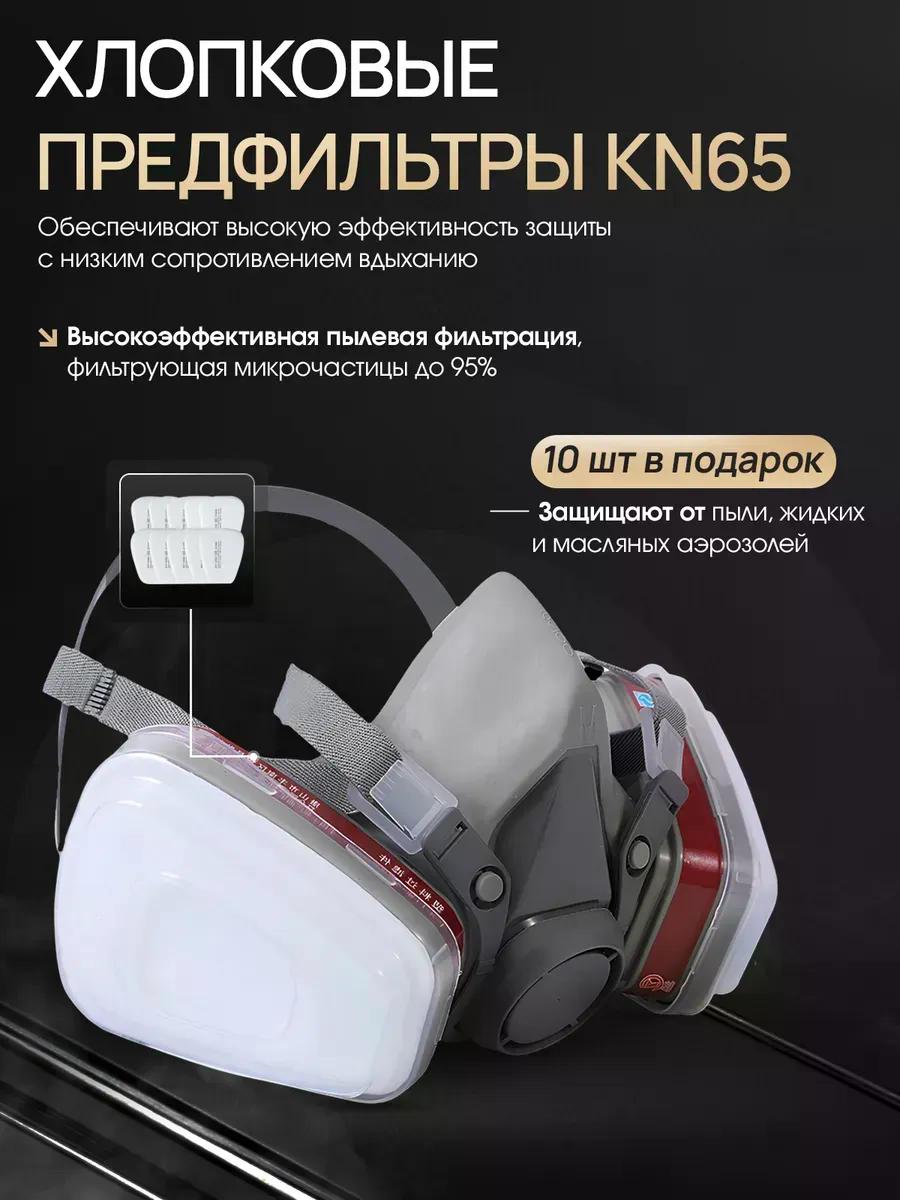 ХЛОПКОВЫЕ
ПРЕДФИЛЬТРЫ KN65
Обеспечивают высокую эффективность защиты
с низким сопротивлением вдыханию
Высокоэффективная пылевая фильтрация,
фильтрующая микрочастицы до 95%
10 шт в подарок
Защищают от пыли, жидких
и масляных аэрозолей
M